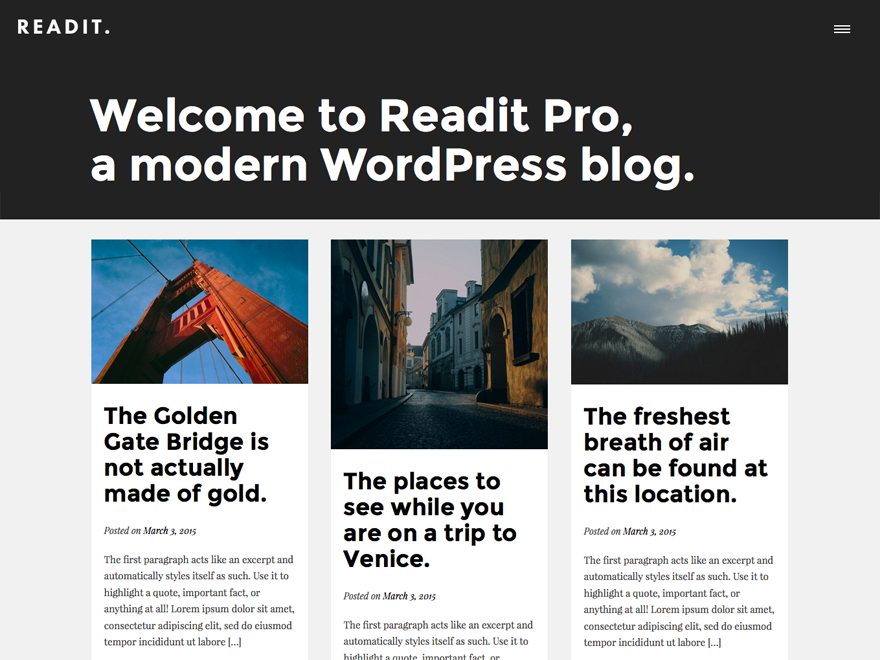 READIT.
Welcome to Readit Pro,
a modern WordPress blog.
The Golden
Gate Bridge is
not actually
made of gold.
Posted on March 3, 2015
The first paragraph acts like an excerpt and
automatically styles itself as such. Use it to
highlight a quote, important fact, or
anything at all! Lorem ipsum dolor sit amet,
consectetur adipiscing elit, sed do eiusmod
tempor incididunt ut labore [...]
The places to
see while you
are on a trip to
Venice.
Posted on March 3, 2015
The first paragraph acts like an excerpt and
automatically styles itself as such. Use it to
highlight a quote, important fact, or
The freshest
breath of air
can be found at
this location.
Posted on March 3, 2015
The first paragraph acts like an excerpt and
automatically styles itself as such. Use it to
highlight a quote, important fact, or
anything at all! Lorem ipsum dolor sit amet,
consectetur adipiscing elit, sed do eiusmod
tempor incididunt ut labore [...]